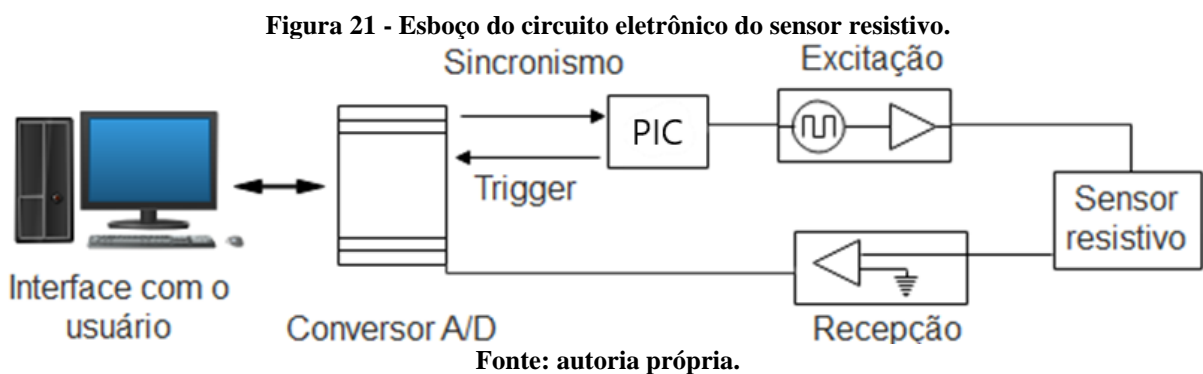 Figura 21 - Esboço do circuito eletrônico do sensor resistivo.
Sincronismo
Excitação
PIC
Trigger
Sensor
resistivo
Interface com o
usuário
Conversor A/D
Recepção
Fonte: autoria própria.